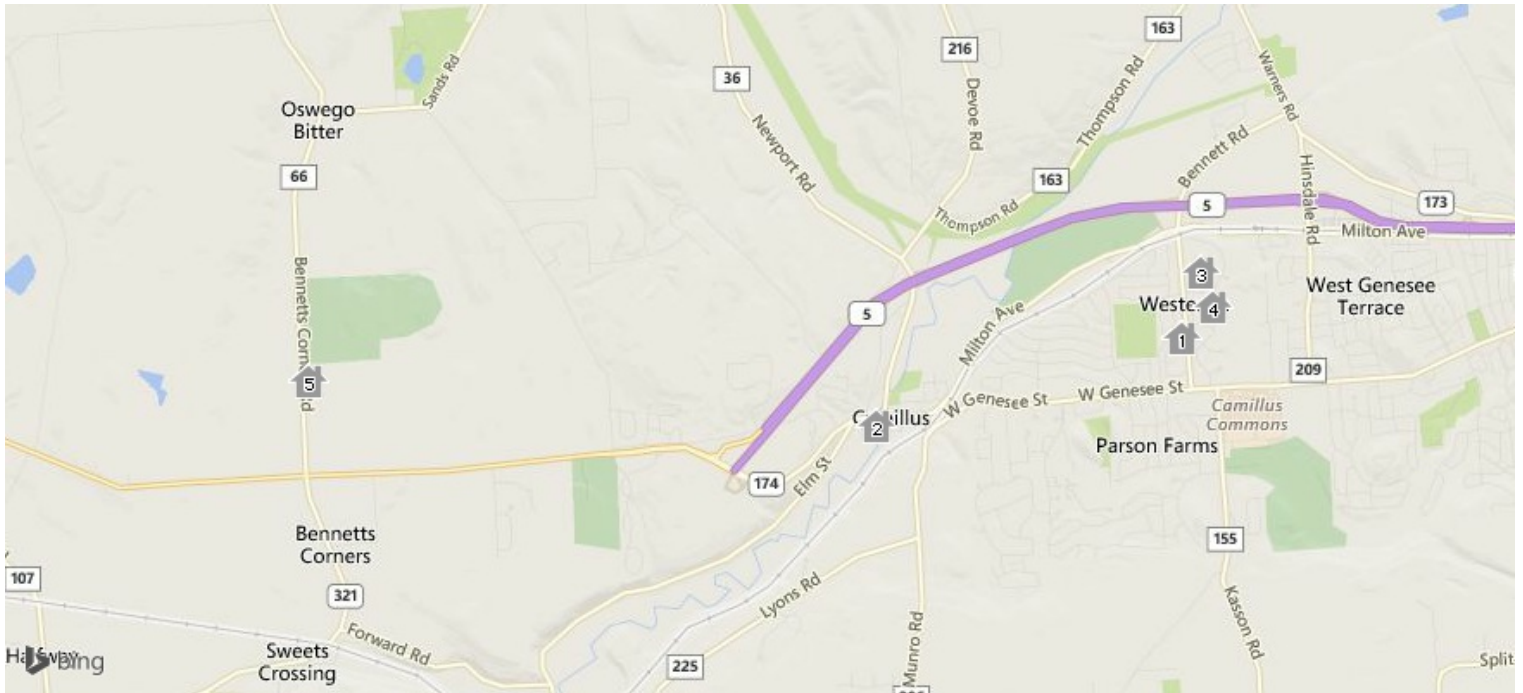 163
216
36
Sands Rd
Warners Rd
Oswego
Bitter
Devoe Rd
Thompson Rd
Newport Rd
Bennett Rd
66
163
Hinsdale Rd
173
5
Thompson Rd
Milton Ave
Bennetts
3
West Genesee
Terrace
4
5
Milton Ave
1
209
5
W Genesee St
W Genesee St
Camillus
Commons
2
Parson Farms
174
Elm St
Bennetts
Corners
155
107
321
Lyons Rd
Kasson Rd
Forward Rd
Munro Rd
Sweets
Crossing
bing
225
Split